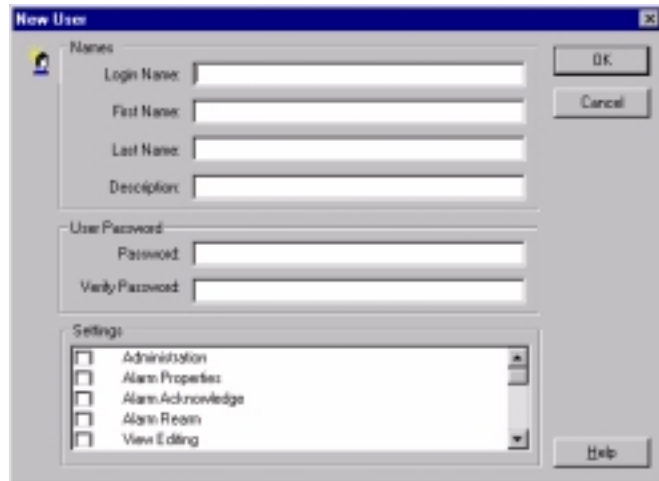 New User
Names
Login Name:
First Name:
Last Name:
Description:
User Password
Password:
Verify Password:
Settings
Administration
Alarm Properties
Alarm Acknowledge
Alarm Rearm
View Editing
OK
Cancel
Help